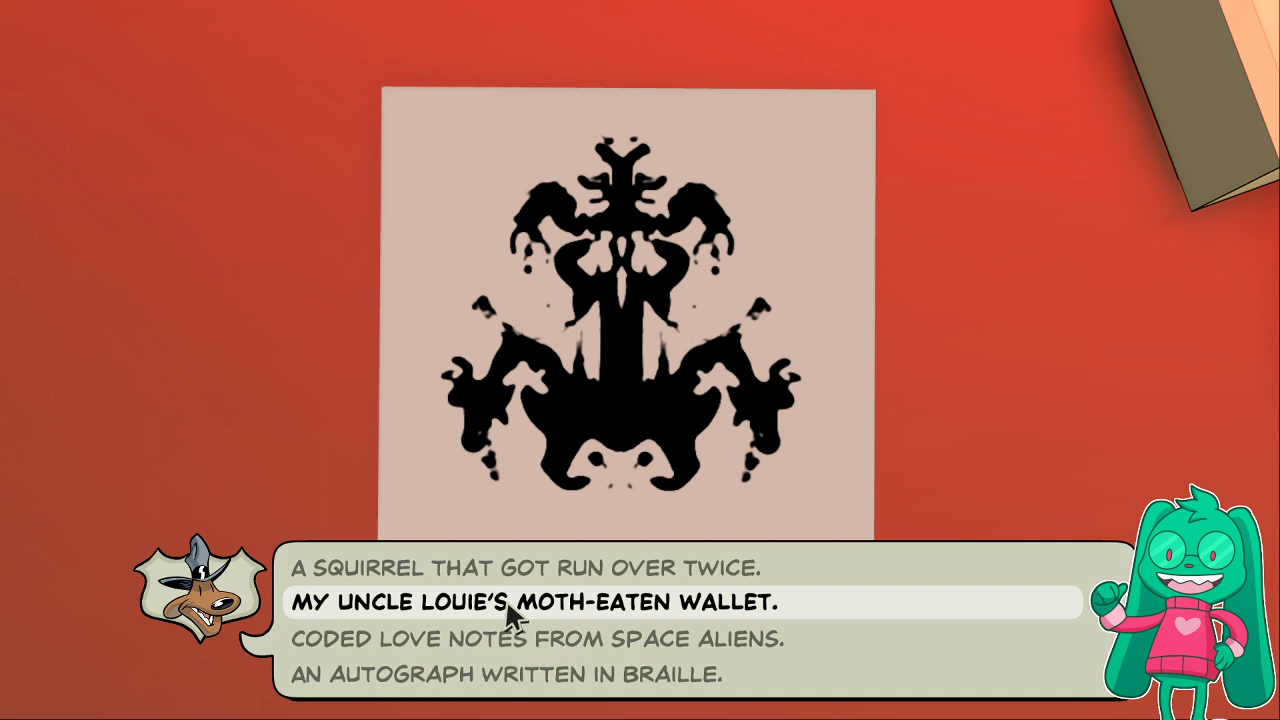 A SQUIRREL THAT GOT RUN OVER TWICE.
MY UNCLE LOUIE'S MOTH-EATEN WALLET.
CODED LOVE NOTES FROM SPACE ALIENS.
AN AUTOGRAPH WRITTEN IN BRAILLE.